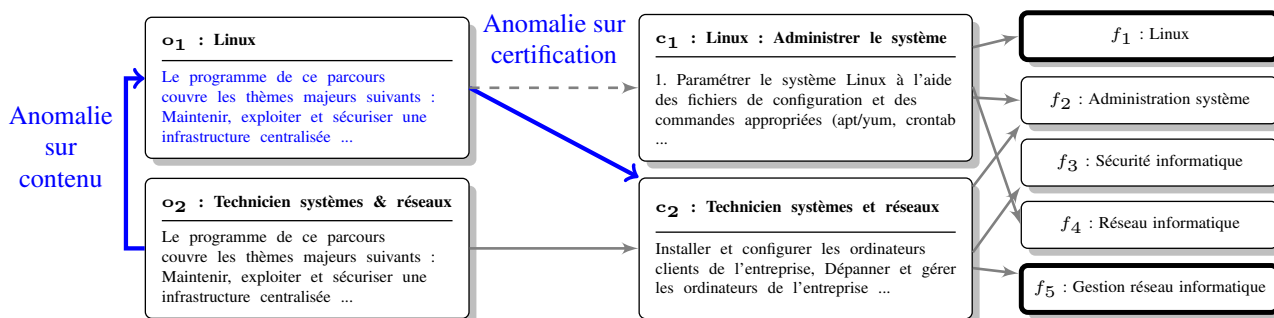 Anomalie
sur
contenu
o1 : Linux
Le programme de ce parcours
couvre les thèmes majeurs suivants :
Maintenir, exploiter et sécuriser une
infrastructure centralisée ...
o2 : Technicien systèmes & réseaux
Le programme de ce parcours
couvre les thèmes majeurs suivants :
Maintenir, exploiter et sécuriser une
infrastructure centralisée ...
Anomalie sur
certification
c1 : Linux : Administrer le système
1. Paramétrer le système Linux à l'aide
des fichiers de configuration et des
commandes appropriées (apt/yum, crontab
...
c2 : Technicien systèmes et réseaux
Installer et configurer les ordinateurs
clients de l'entreprise, Dépanner et gérer
les ordinateurs de l'entreprise ...
f1 : Linux
f2 : Administration système
f3 : Sécurité informatique
f4 : Réseau informatique
f5 : Gestion réseau informatique